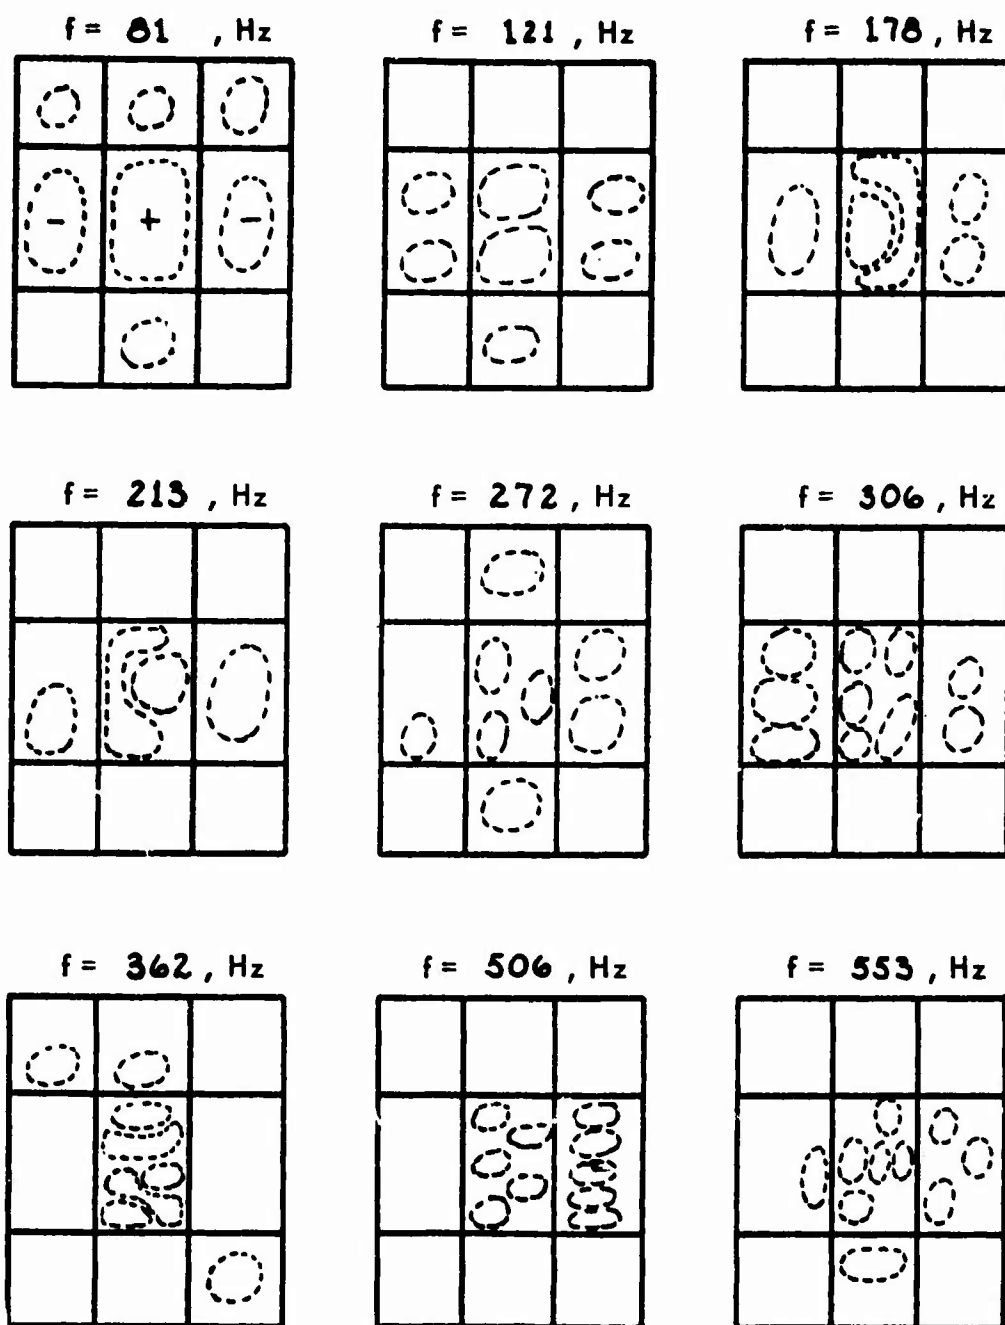 f = 81 , Hz
f = 121 , Hz
f = 178 , Hz
- + -
f = 213 , Hz
f = 272 , Hz
f = 306 , Hz
f = 362 , Hz
f = 506 , Hz
f = 553 , Hz